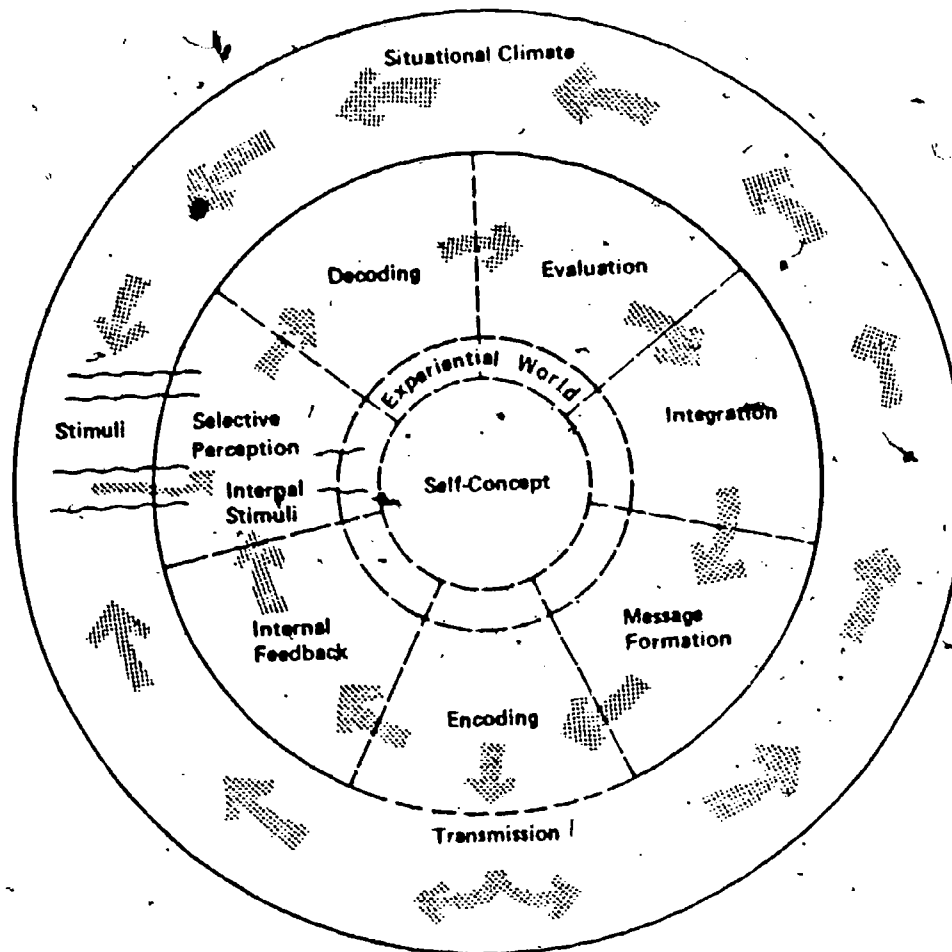 Situational Climate
Decoding
Evaluation
Experiential World
Stimuli
Selective
Perception
Integration
Self-Concept
Internal
Stimuli
Internal
Feedback
Message
Formation
Encoding
Transmission